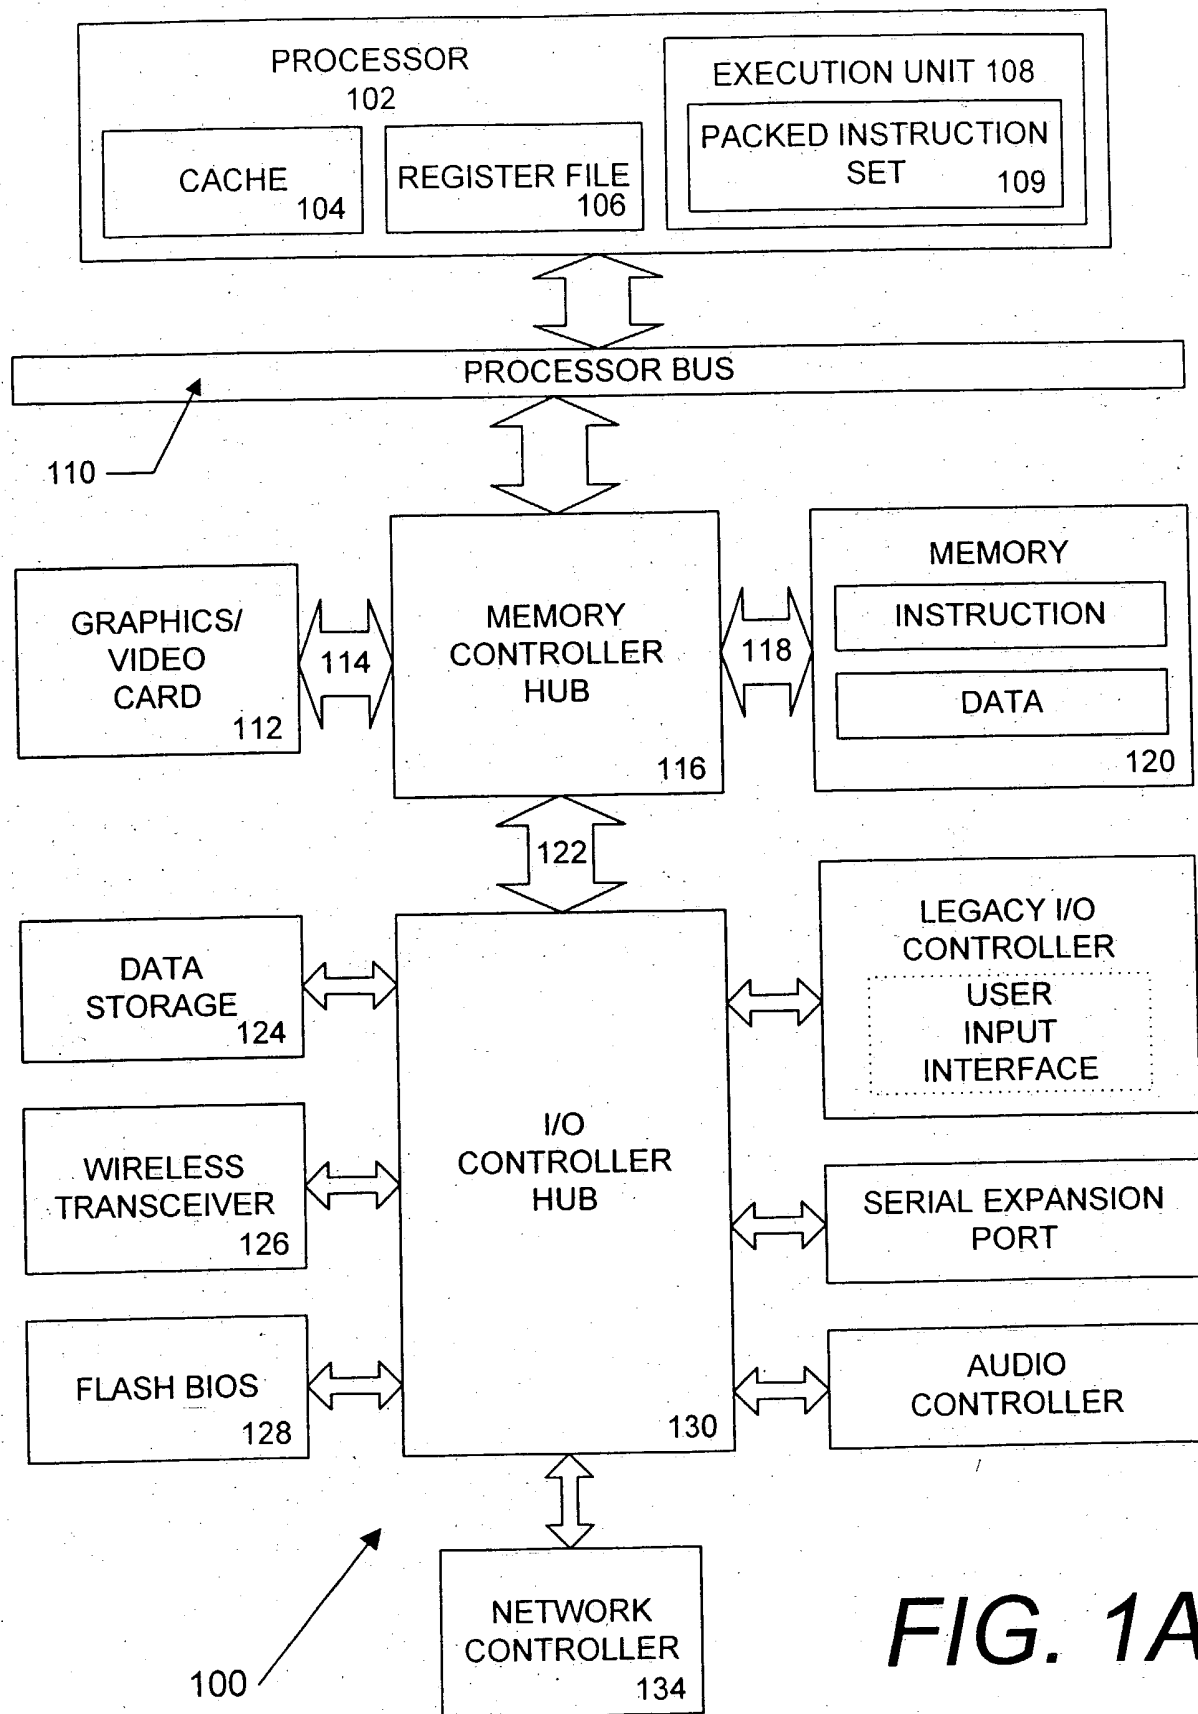 PROCESSOR
102
CACHE
104
REGISTER FILE
106
EXECUTION UNIT 108
PACKED INSTRUCTION
SET
109
PROCESSOR BUS
110
GRAPHICS/
VIDEO
CARD
112
114
MEMORY
CONTROLLER
HUB
116
118
MEMORY
INSTRUCTION
DATA
120
122
DATA
STORAGE
124
WIRELESS
TRANSCEIVER
126
FLASH BIOS
128
I/O
CONTROLLER
HUB
130
LEGACY I/O
CONTROLLER
USER
INPUT
INTERFACE
SERIAL EXPANSION
PORT
AUDIO
CONTROLLER
NETWORK
CONTROLLER
134
100
FIG. 1A